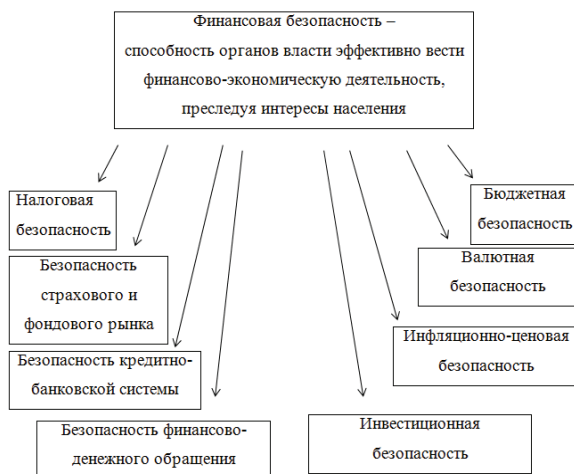 Финансовая безопасность –
способность органов власти эффективно вести
финансово-экономическую деятельность,
преследуя интересы населения
Налоговая
безопасность
Безопасность
страхового и
фондового рынка
Безопасность кредитно-
банковской системы
Безопасность финансово-
денежного обращения
Бюджетная
безопасность
Валютная
безопасность
Инфляционно-ценовая
безопасность
Инвестиционная
безопасность